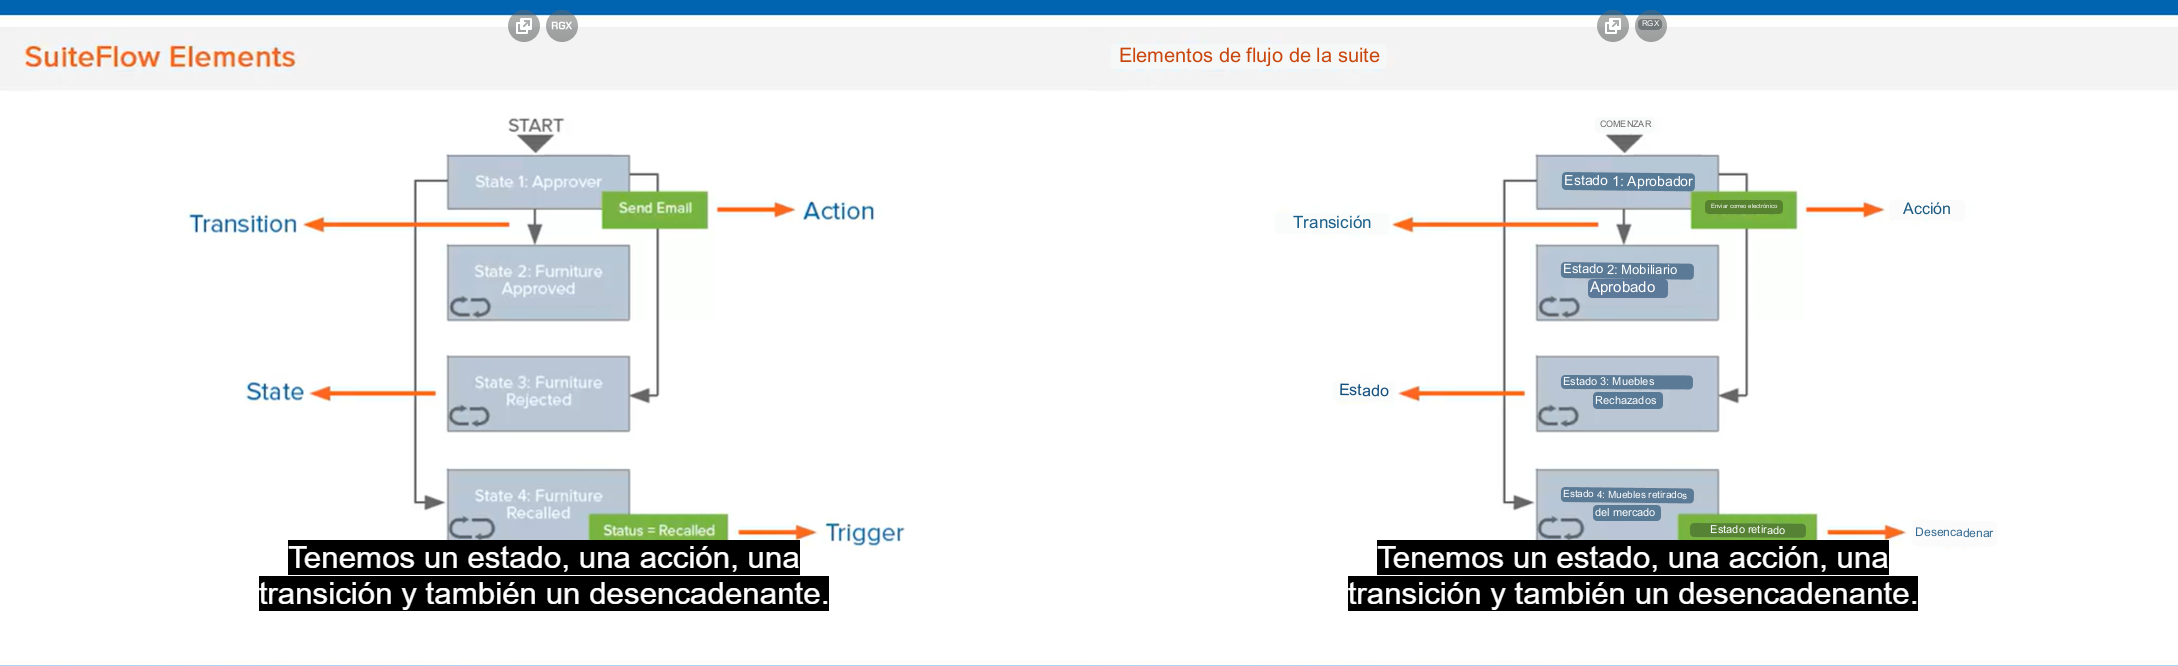 RGX
SuiteFlow Elements
START
State 1: Approver
Send Email
Action
Transition
State 2: Furniture
Approved
State 3: Furniture
Rejected
State
State 4: Furniture
Recalled
Status = Recalled
Trigger
Tenemos un estado, una acción, una
transición y también un desencadenante.
RGX
Elementos de flujo de la suite
COMENZAR
Estado 1: Aprobador
Enviar correo electrónico
Acción
Transición
Estado 2: Mobiliario
Aprobado
Estado 3: Muebles
Rechazados
Estado
Estado 4: Muebles retirados
del mercado
Estado retirado
Desencadenar
Tenemos un estado, una acción, una
transición y también un desencadenante.